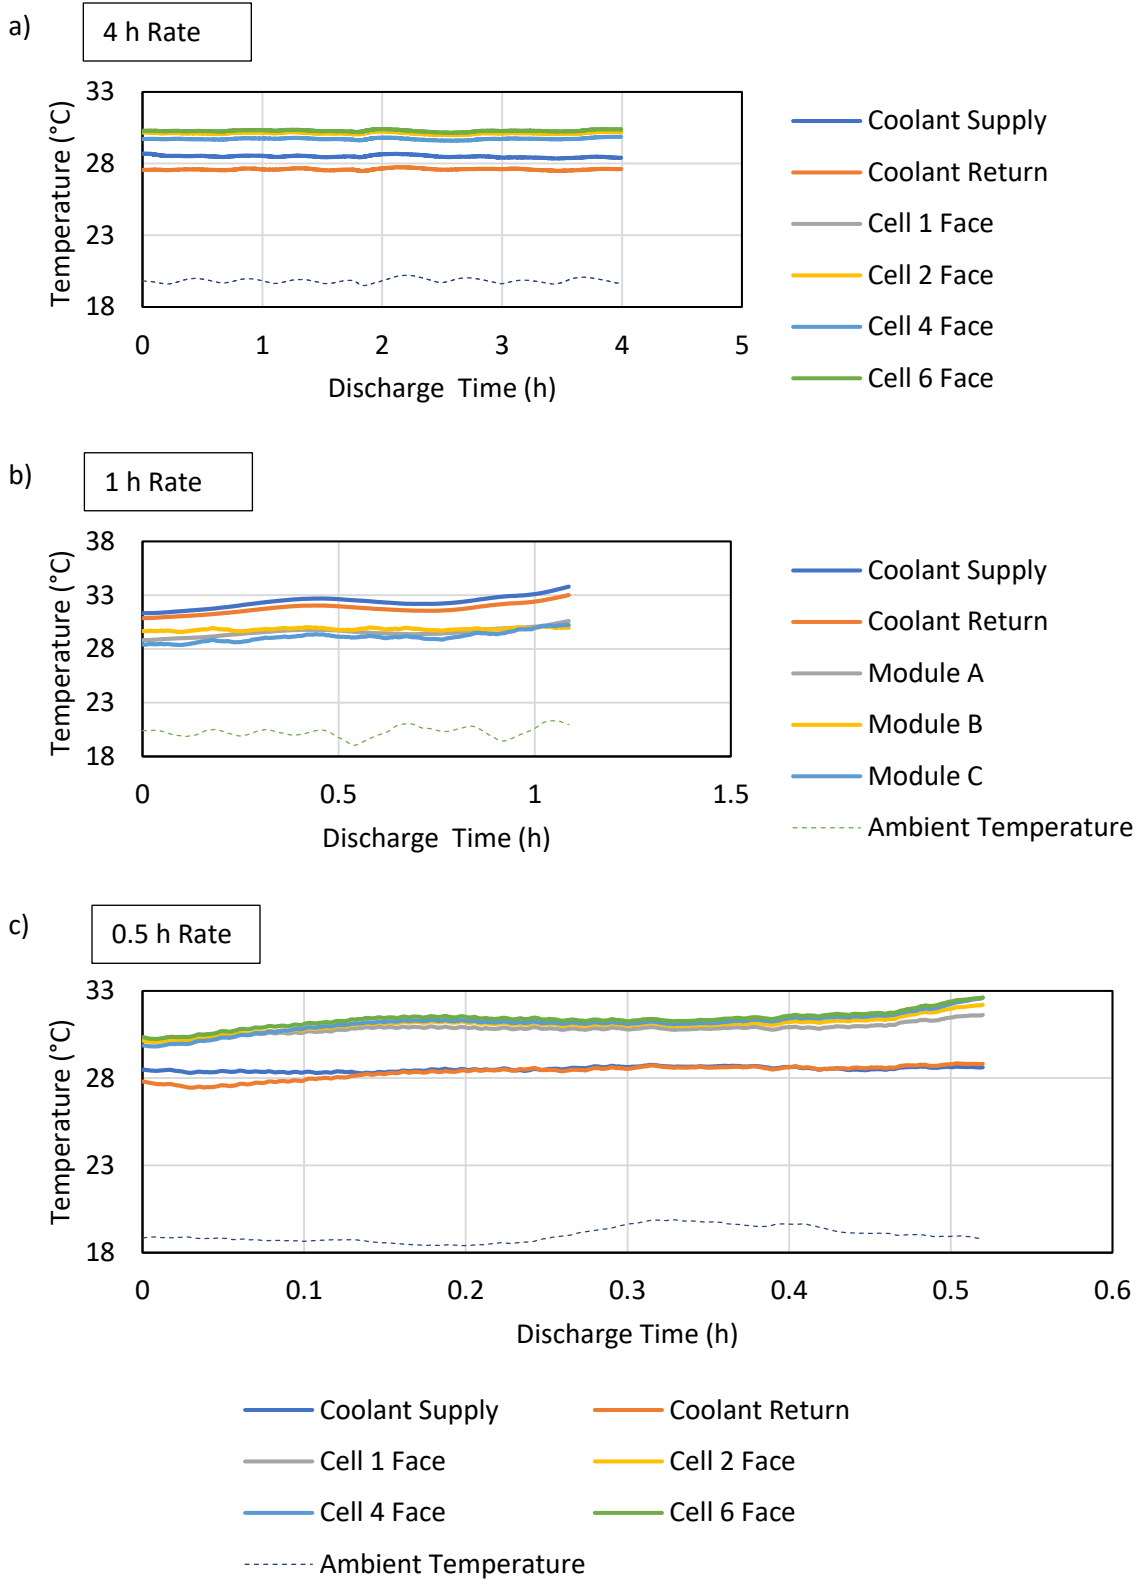 a)
4 h Rate
Temperature (°C)
33
28
23
18
0 1 2 3 4 5
Discharge Time (h)
Coolant Supply
Coolant Return
Cell 1 Face
Cell 2 Face
Cell 4 Face
Cell 6 Face
b)
1 h Rate
Temperature (°C)
38
33
28
23
18
0 0.5 1 1.5
Discharge Time (h)
Coolant Supply
Coolant Return
Module A
Module B
Module C
Ambient Temperature
c)
0.5 h Rate
Temperature (°C)
33
28
23
18
0 0.1 0.2 0.3 0.4 0.5 0.6
Discharge Time (h)
Coolant Supply Coolant Return
Cell 1 Face Cell 2 Face
Cell 4 Face Cell 6 Face
Ambient Temperature